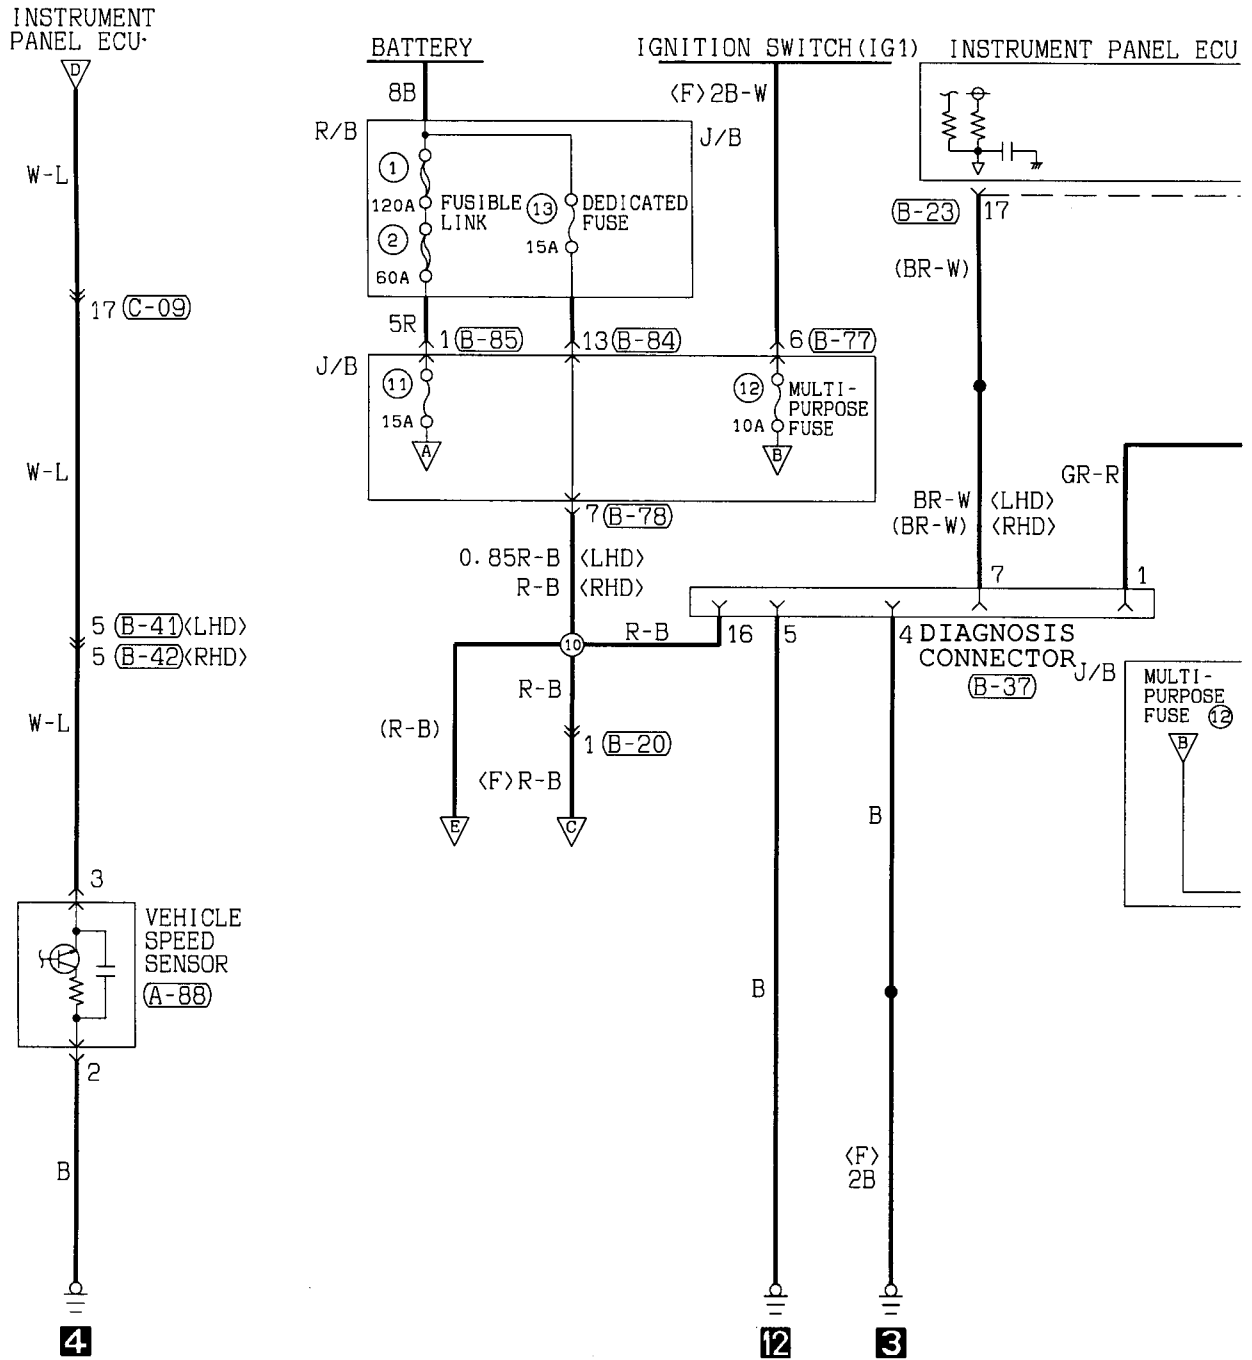 INSTRUMENT
PANEL ECU
D
W-L
17 (C-09)
W-L
5 (B-41)<LHD>
5 (B-42)<RHD>
W-L
3
VEHICLE
SPEED
SENSOR
(A-88)
2
B
4
BATTERY
8B
R/B
J/B
1
120A
FUSIBLE
LINK
2
60A
13
DEDICATED
FUSE
15A
5R
1 (B-85)
13 (B-84)
J/B
11
15A
A
IGNITION SWITCH(IG1)
<F>2B-W
6 (B-77)
12
MULTI-
PURPOSE
FUSE
10A
B
7 (B-78)
0.85R-B <LHD>
R-B <RHD>
10
R-B
R-B
(R-B)
1 (B-20)
<F>R-B
E
C
INSTRUMENT PANEL ECU
(B-23) 17
(BR-W)
BR-W <LHD>
(BR-W) <RHD>
GR-R
7
1
16
5
4
DIAGNOSIS
CONNECTOR
(B-37)
J/B
MULTI-
PURPOSE
FUSE 12
B
B
B
<F>
2B
12
3